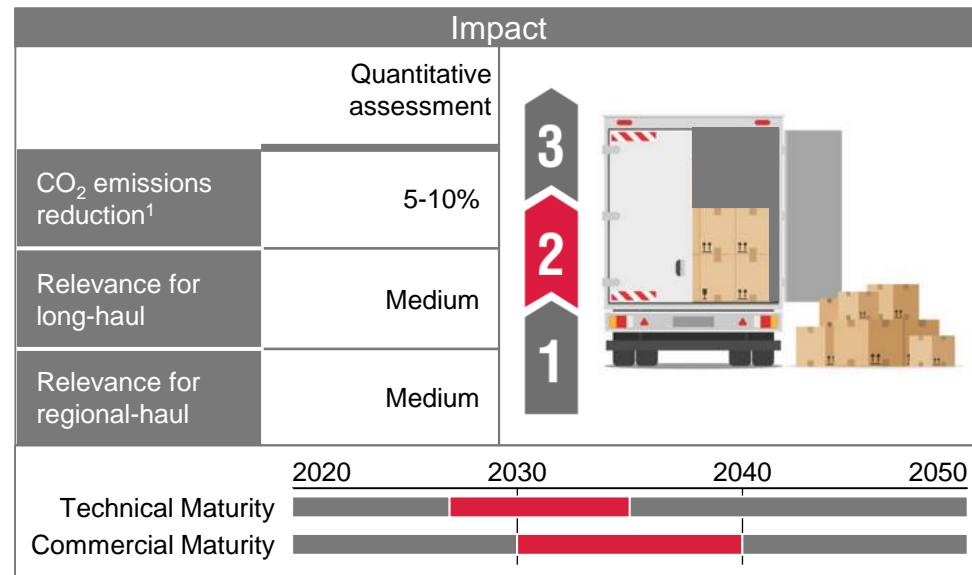 Impact
Quantitative
assessment
CO₂ emissions
reduction¹
5-10%
Relevance for
long-haul
Medium
Relevance for
regional-haul
Medium
3
2
1
2020 2030 2040 2050
Technical Maturity
Commercial Maturity